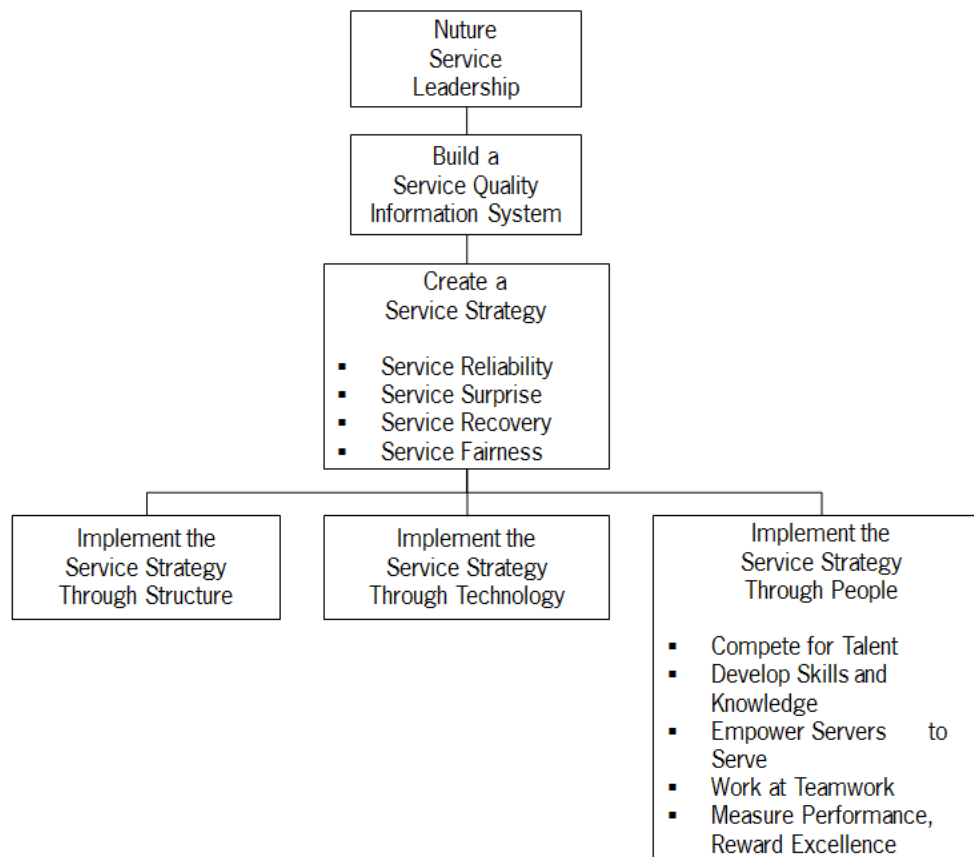 Nuture
Service
Leadership
Build a
Service Quality
Information System
Create a
Service Strategy
▪ Service Reliability
▪ Service Surprise
▪ Service Recovery
▪ Service Fairness
Implement the
Service Strategy
Through Structure
Implement the
Service Strategy
Through Technology
Implement the
Service Strategy
Through People
▪ Compete for Talent
▪ Develop Skills and
Knowledge
▪ Empower Servers to
Serve
▪ Work at Teamwork
▪ Measure Performance,
Reward Excellence